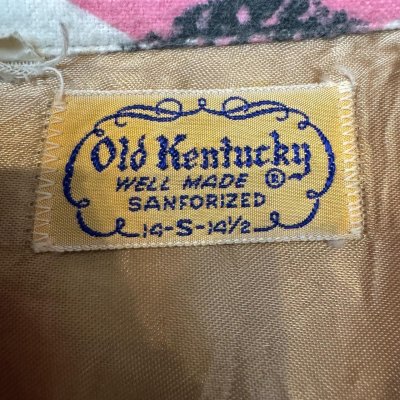 Old Kentucky
WELL MADE ®
SANFORIZED
14-S-14½